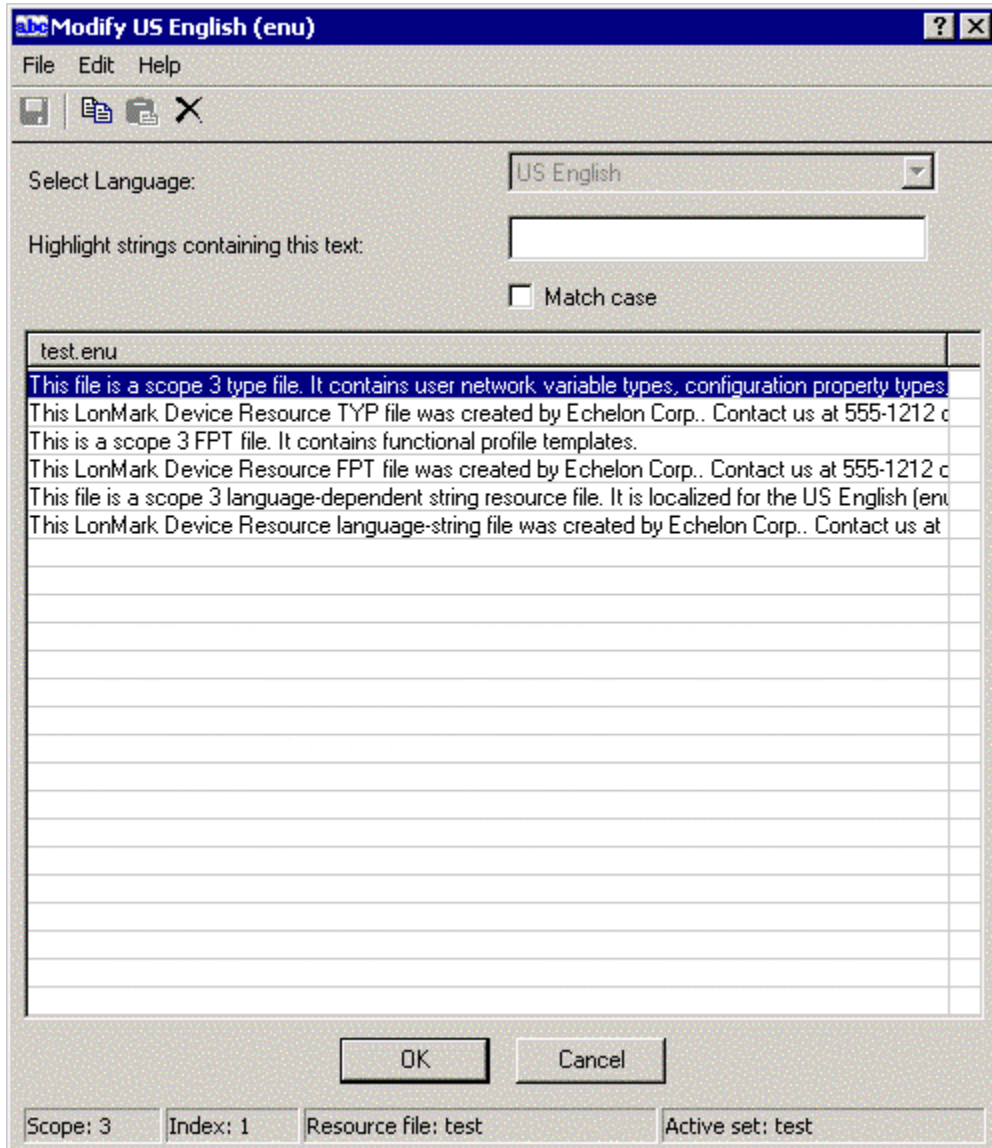 abc Modify US English (enu)
File Edit Help
Select Language: US English
Highlight strings containing this text:
Match case
test.enu
This file is a scope 3 type file. It contains user network variable types, configuration property types,
This LonMark Device Resource TYP file was created by Echelon Corp.. Contact us at 555-1212 o
This is a scope 3 FPT file. It contains functional profile templates.
This LonMark Device Resource FPT file was created by Echelon Corp.. Contact us at 555-1212 o
This file is a scope 3 language-dependent string resource file. It is localized for the US English (enu
This LonMark Device Resource language-string file was created by Echelon Corp.. Contact us at
OK Cancel
Scope: 3 Index: 1 Resource file: test Active set: test